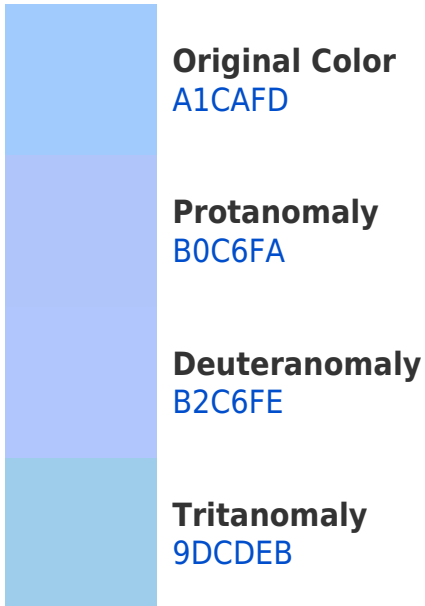 Original Color
A1CAFD
Protanomaly
B0C6FA
Deuteranomaly
B2C6FE
Tritanomaly
9DCDEB